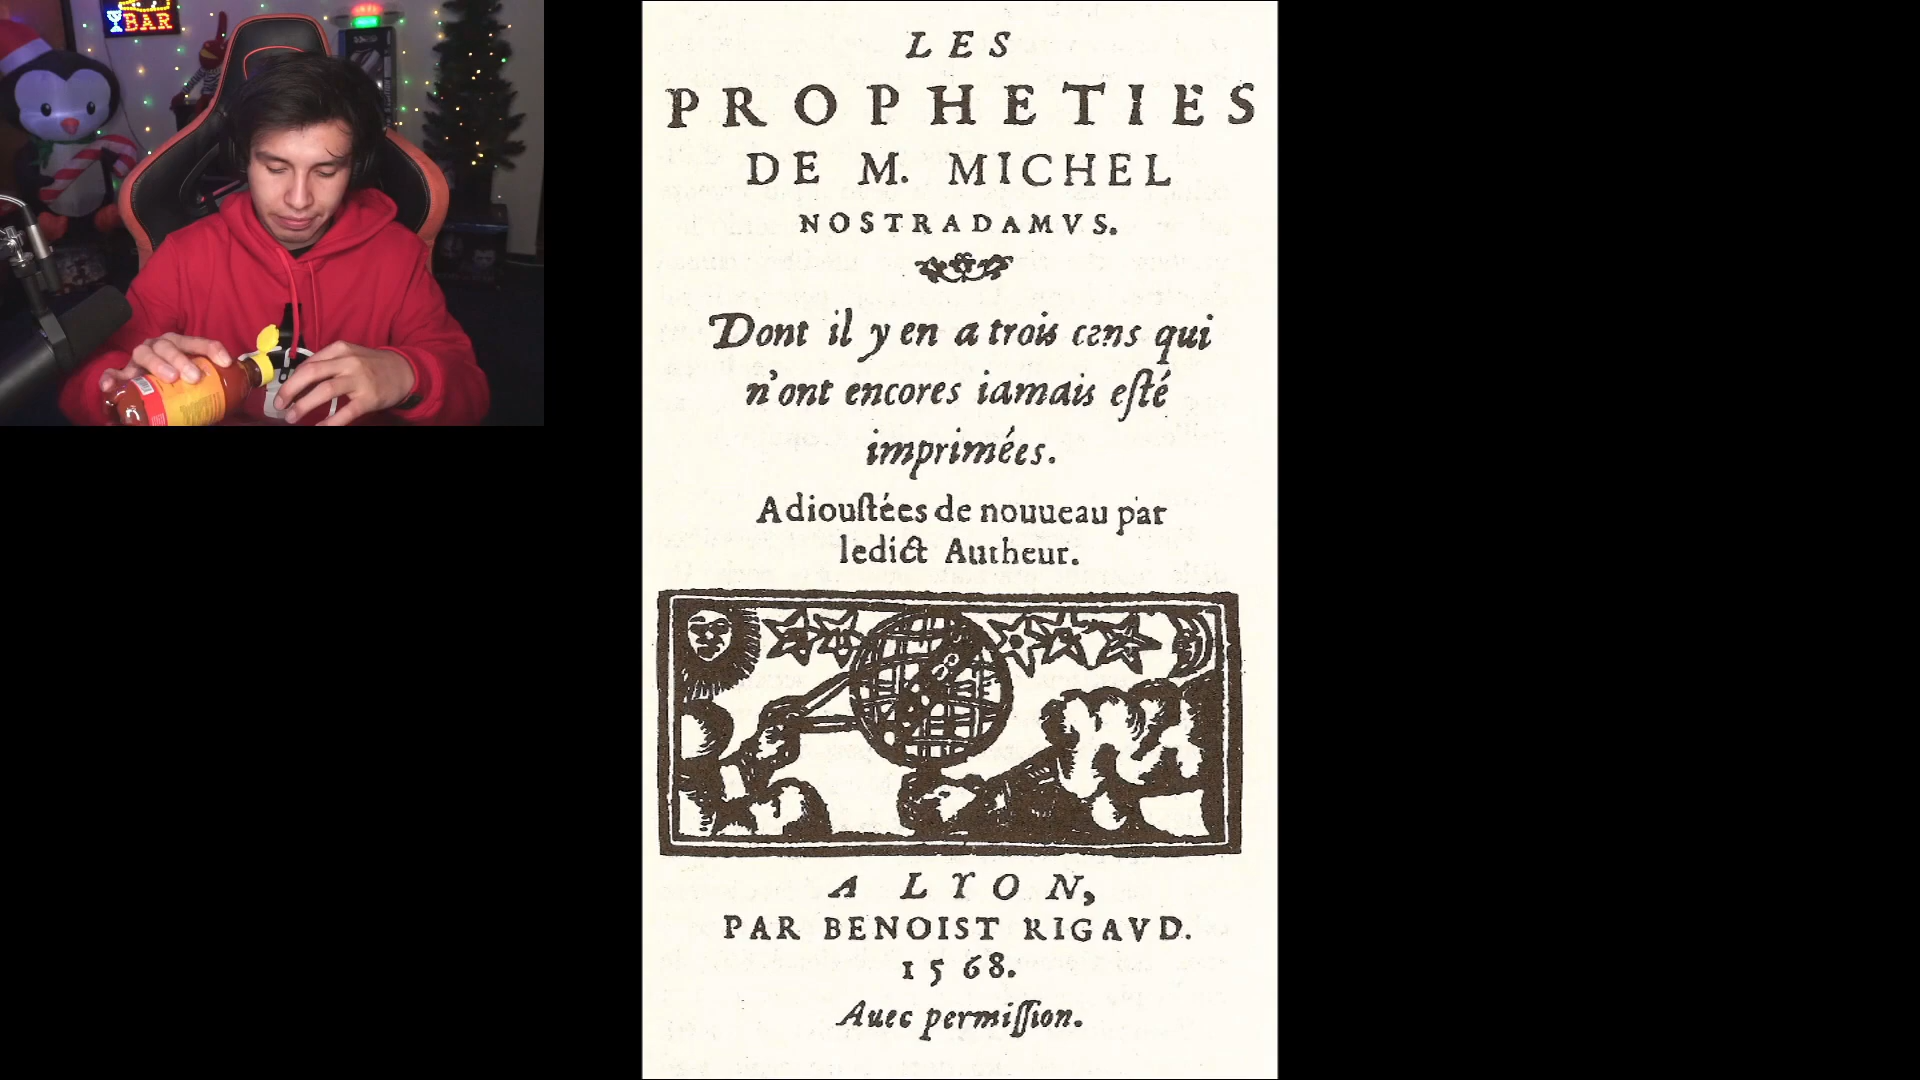 BAR
LES
PROPHETIES
DE M. MICHEL
NOSTRADAMVS.
Dont il y en a trois cens qui
n'ont encores iamais eſté
imprimées.
Adiouſtées de nouueau par
ledict Autheur.
A LYON,
PAR BENOIST RIGAVD.
1568.
Auec permiſſion.